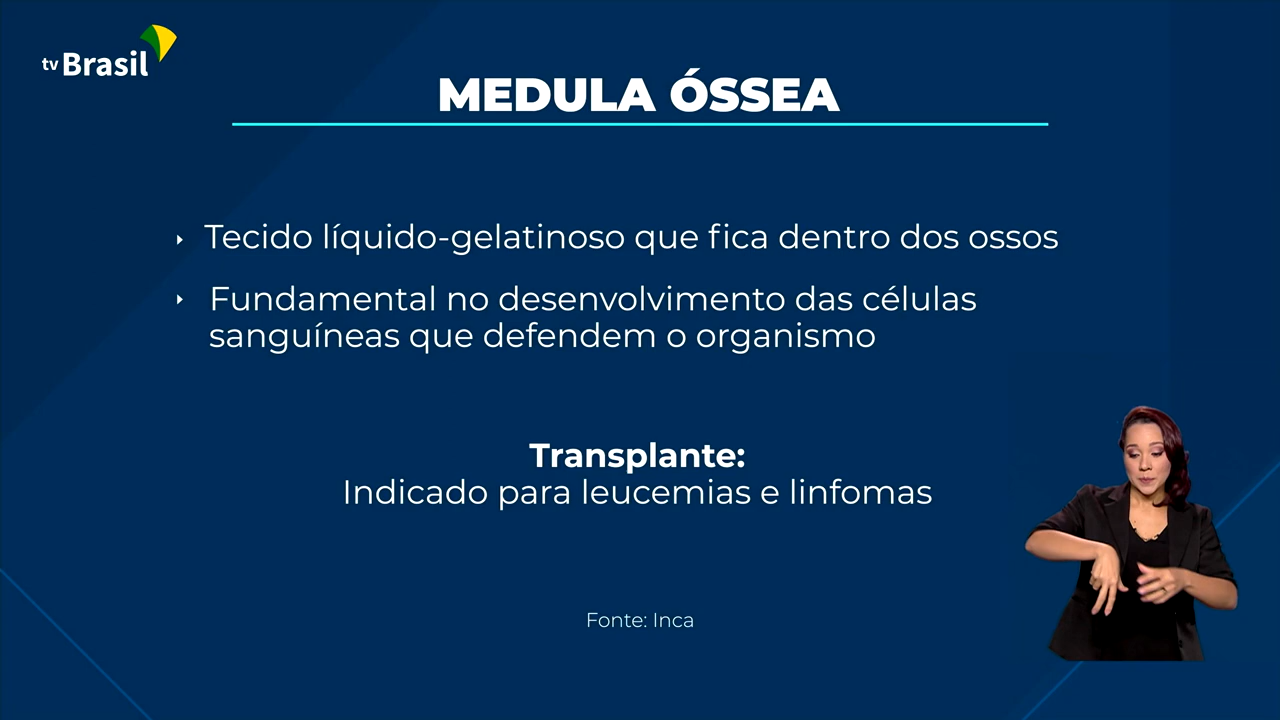 tv Brasil
MEDULA ÓSSEA
Tecido líquido-gelatinoso que fica dentro dos ossos
Fundamental no desenvolvimento das células
sanguíneas que defendem o organismo
Transplante:
Indicado para leucemias e linfomas
Fonte: Inca